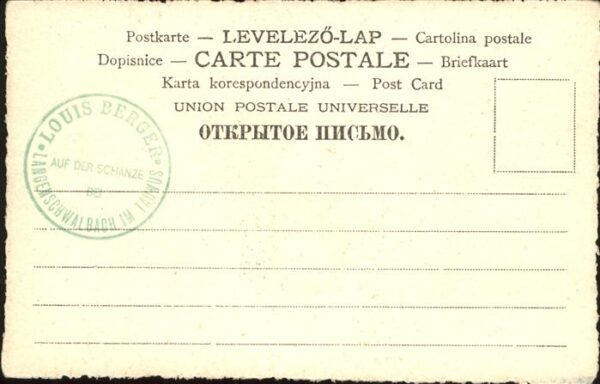 Postkarte — LEVELEZŐ-LAP — Cartolina postale
Dopisnice — CARTE POSTALE — Briefkaart
Karta korespondencyjna — Post Card
UNION POSTALE UNIVERSELLE
ОТКРЫТОЕ ПИСЬМО.
LOUIS BERGER
AUF DER SCHANZE
LANGENSCHWALBACH IM TAUNUS